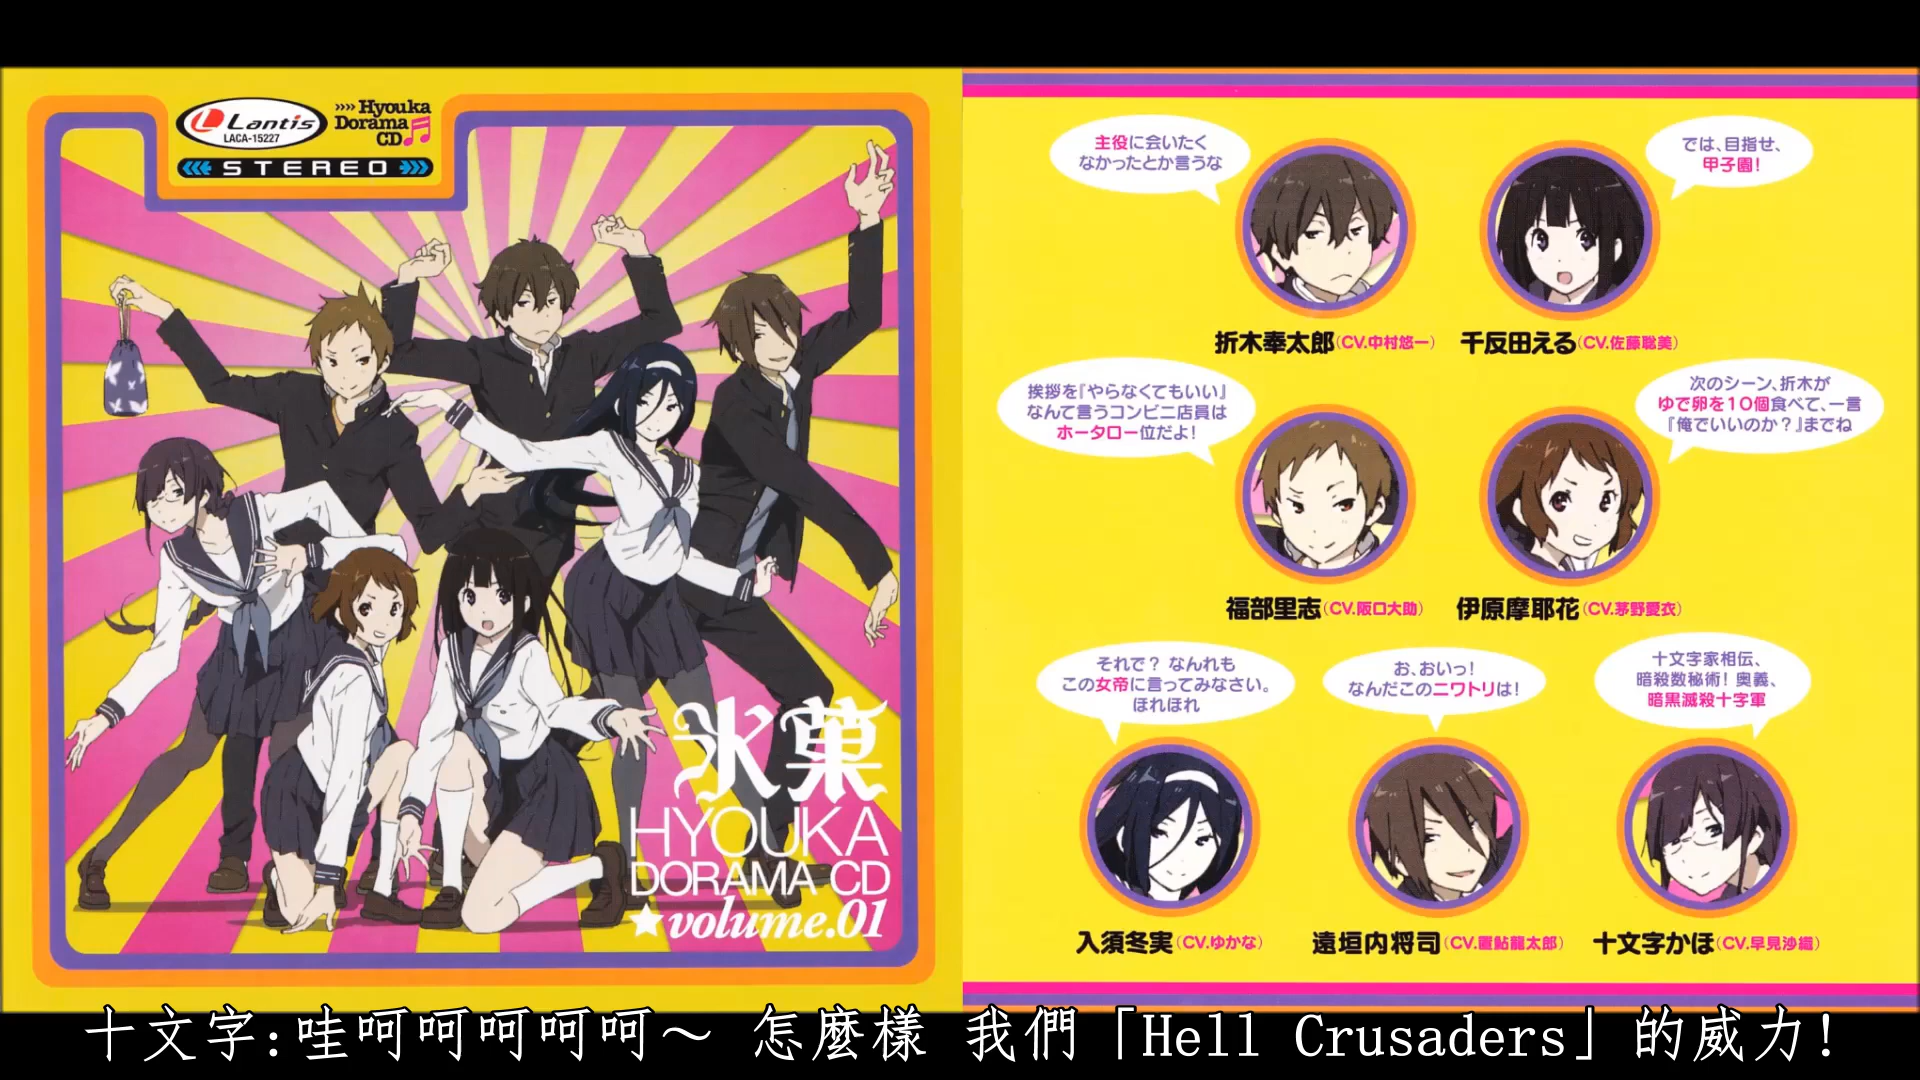 Lantis
LACA-15227
Hyouka
Dorama
CD
STEREO
氷菓
HYOUKA
DORAMA CD
★volume.01
主役に会いたく
なかったとか言うな
では、目指せ、
甲子園!
折木奉太郎(CV.中村悠一)
千反田える(CV.佐藤聡美)
挨拶を『やらなくてもいい』
なんて言うコンビニ店員は
ホータロー位だよ!
次のシーン、折木が
ゆで卵を10個食べて、一言
『俺でいいのか?』までね
福部里志(CV.阪口大助)
伊原摩耶花(CV.茅野愛衣)
それで? なんれも
この女帝に言ってみなさい。
ほれほれ
お、おいっ!
なんだこのニワトリは!
十文字家相伝、
暗殺数秘術! 奥義、
暗黒滅殺十字軍
入須冬実(CV.ゆかな)
遠垣内将司(CV.置鮎龍太郎)
十文字かほ(CV.早見沙織)
十文字:哇呵呵呵呵呵～ 怎麼樣 我們「Hell Crusaders」的威力!